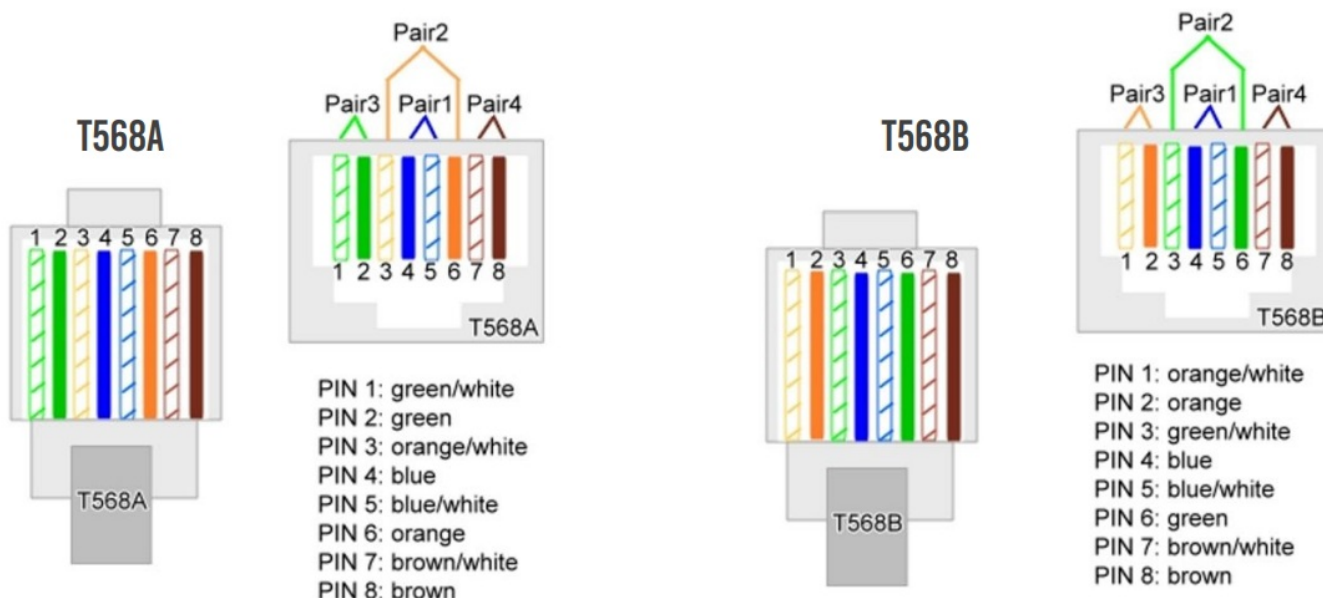 T568A
1 2 3 4 5 6 7 8
T568A
Pair2
Pair3 Pair1 Pair4
1 2 3 4 5 6 7 8
T568A
PIN 1: green/white
PIN 2: green
PIN 3: orange/white
PIN 4: blue
PIN 5: blue/white
PIN 6: orange
PIN 7: brown/white
PIN 8: brown
T568B
1 2 3 4 5 6 7 8
T568B
Pair2
Pair3 Pair1 Pair4
1 2 3 4 5 6 7 8
T568B
PIN 1: orange/white
PIN 2: orange
PIN 3: green/white
PIN 4: blue
PIN 5: blue/white
PIN 6: green
PIN 7: brown/white
PIN 8: brown